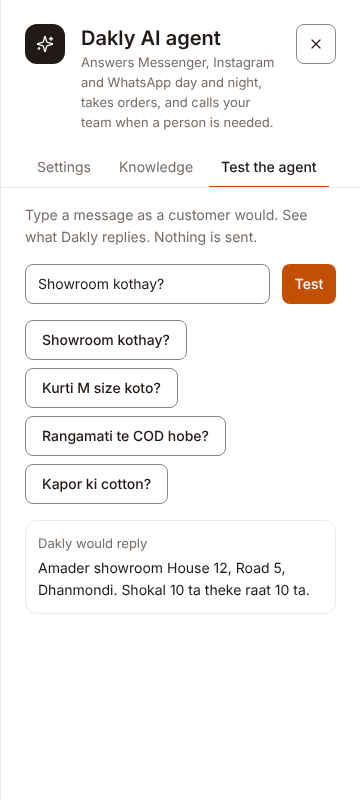 Dakly AI agent
Answers Messenger, Instagram
and WhatsApp day and night,
takes orders, and calls your
team when a person is needed.
Settings Knowledge Test the agent
Type a message as a customer would. See
what Dakly replies. Nothing is sent.
Showroom kothay? Test
Showroom kothay?
Kurti M size koto?
Rangamati te COD hobe?
Kapor ki cotton?
Dakly would reply
Amader showroom House 12, Road 5,
Dhanmondi. Shokal 10 ta theke raat 10 ta.